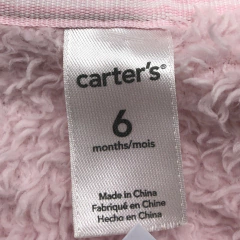 carter's®
6
months/mois
Made in China
Fabriqué en Chine
Hecho en China